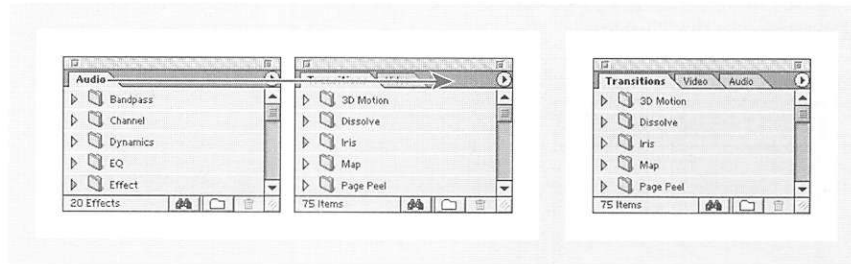 Audio
Bandpass
Channel
Dynamics
EQ
Effect
20 Effects
3D Motion
Dissolve
Iris
Map
Page Peel
75 Items
Transitions Video Audio
3D Motion
Dissolve
Iris
Map
Page Peel
75 Items